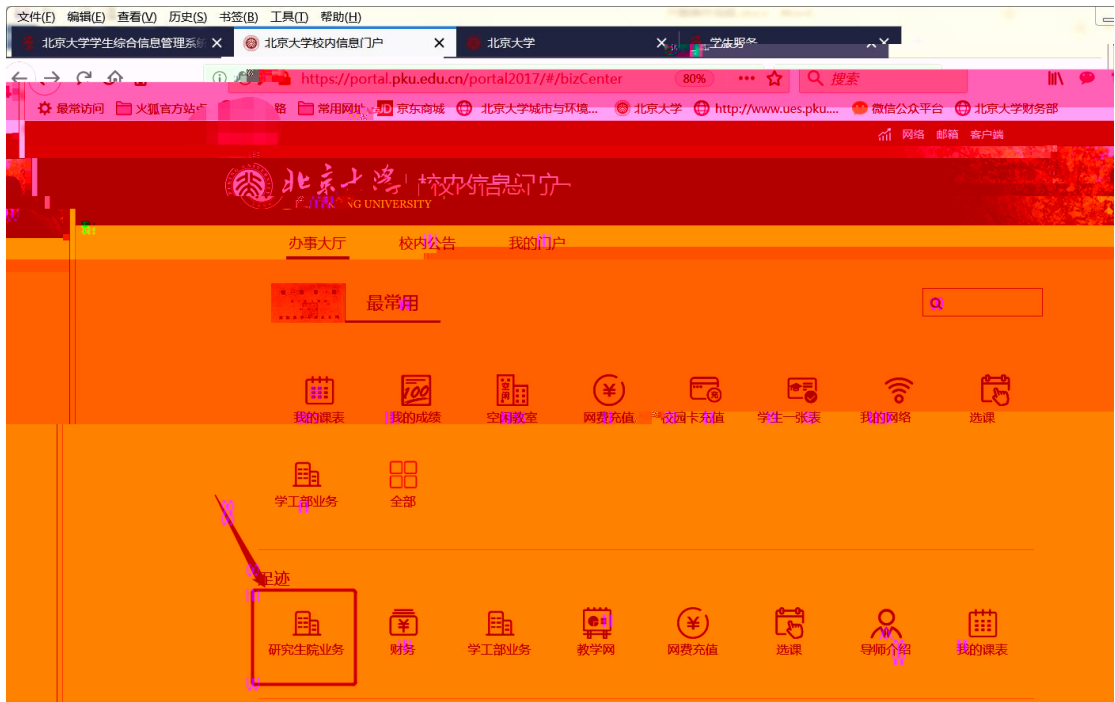 文件(F) 编辑(E) 查看(V) 历史(S) 书签(B) 工具(T) 帮助(H)
北京大学学生综合信息管理系统 北京大学校内信息门户 北京大学
https://portal.pku.edu.cn/portal2017/#/bizCenter 80% 搜索
最常访问 火狐官方站点 常用网址 京东商城 北京大学城市与环境... 北京大学 http://www.ues.pku.... 微信公众平台 北京大学财务部
网络 邮箱 客户端
北京大学 校内信息门户
办事大厅 校内公告 我的门户
最常用
我的课表 我的成绩 空闲教室 网费充值 校园卡充值 学生一张表 我的网络 选课
学工部业务 全部
足迹
研究生院业务 财务 学工部业务 教学网 网费充值 选课 导师介绍 我的课表